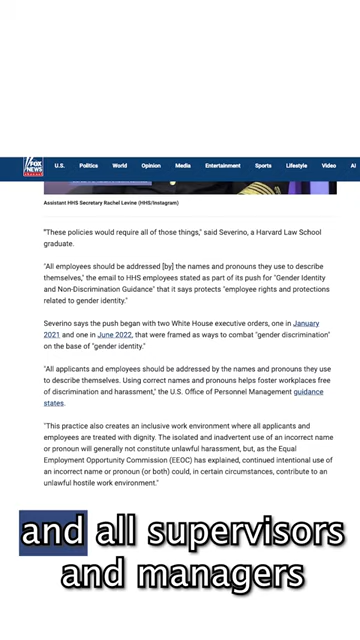 FOX
NEWS
U.S. Politics World Opinion Media Entertainment Sports Lifestyle Video AI
Assistant HHS Secretary Rachel Levine (HHS/Instagram)
"These policies would require all of those things," said Severino, a Harvard Law School
graduate.
"All employees should be addressed [by] the names and pronouns they use to describe
themselves," the email to HHS employees stated as part of its push for "Gender Identity
and Non-Discrimination Guidance" that it says protects "employee rights and protections
related to gender identity."
Severino says the push began with two White House executive orders, one in January
2021 and one in June 2022, that were framed as ways to combat "gender discrimination"
on the base of "gender identity."
"All applicants and employees should be addressed by the names and pronouns they use
to describe themselves. Using correct names and pronouns helps foster workplaces free
of discrimination and harassment," the U.S. Office of Personnel Management guidance
states.
"This practice also creates an inclusive work environment where all applicants and
employees are treated with dignity. The isolated and inadvertent use of an incorrect name
or pronoun will generally not constitute unlawful harassment, but, as the Equal
Employment Opportunity Commission (EEOC) has explained, continued intentional use of
an incorrect name or pronoun (or both) could, in certain circumstances, contribute to an
unlawful hostile work environment."
and all supervisors
and managers